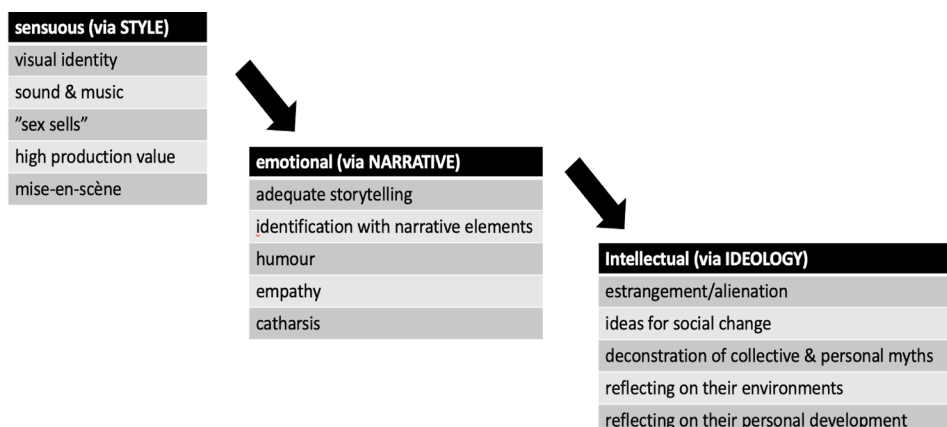 sensuous (via STYLE)
visual identity
sound & music
”sex sells”
high production value
mise-en-scène
emotional (via NARRATIVE)
adequate storytelling
identification with narrative elements
humour
empathy
catharsis
Intellectual (via IDEOLOGY)
estrangement/alienation
ideas for social change
deconstration of collective & personal myths
reflecting on their environments
reflecting on their personal development